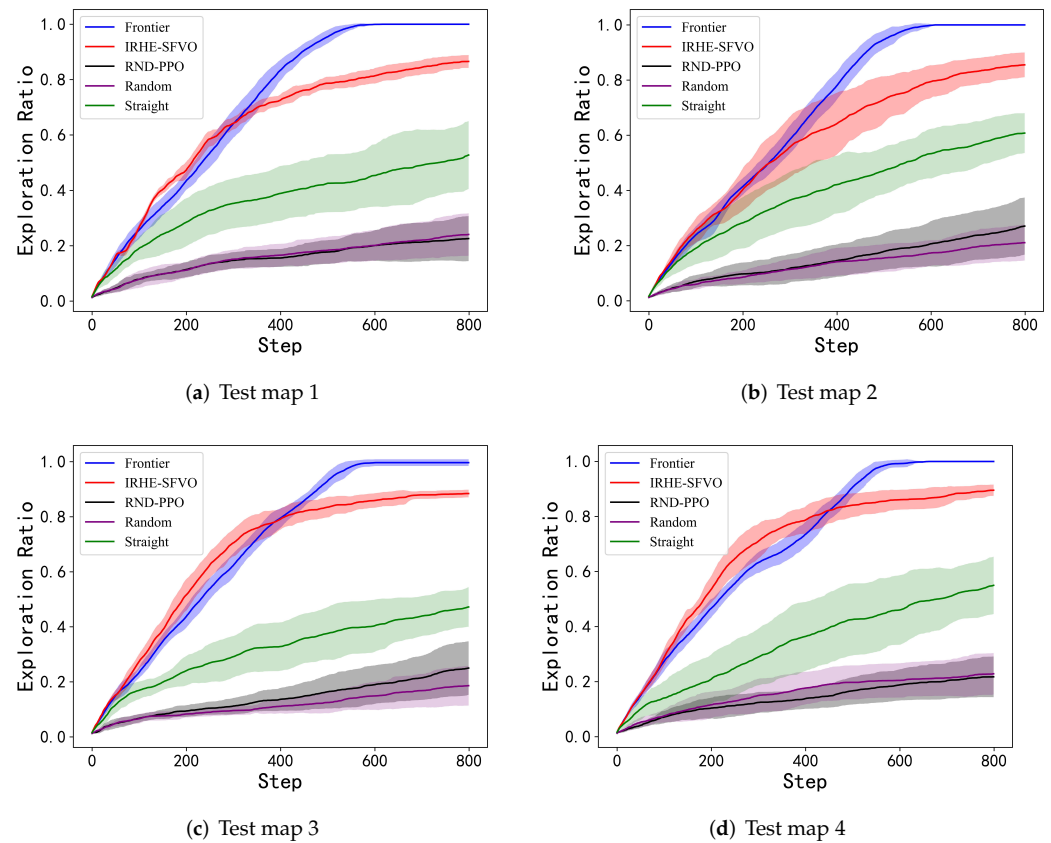 1.0
0.8
0.6
0.4
0.2
0.0
Exploration Ratio
Frontier
IRHE-SFVO
RND-PPO
Random
Straight
0 200 400 600 800
Step
(a) Test map 1
1.0
0.8
0.6
0.4
0.2
0.0
Exploration Ratio
Frontier
IRHE-SFVO
RND-PPO
Random
Straight
0 200 400 600 800
Step
(b) Test map 2
1.0
0.8
0.6
0.4
0.2
0.0
Exploration Ratio
Frontier
IRHE-SFVO
RND-PPO
Random
Straight
0 200 400 600 800
Step
(c) Test map 3
1.0
0.8
0.6
0.4
0.2
0.0
Exploration Ratio
Frontier
IRHE-SFVO
RND-PPO
Random
Straight
0 200 400 600 800
Step
(d) Test map 4